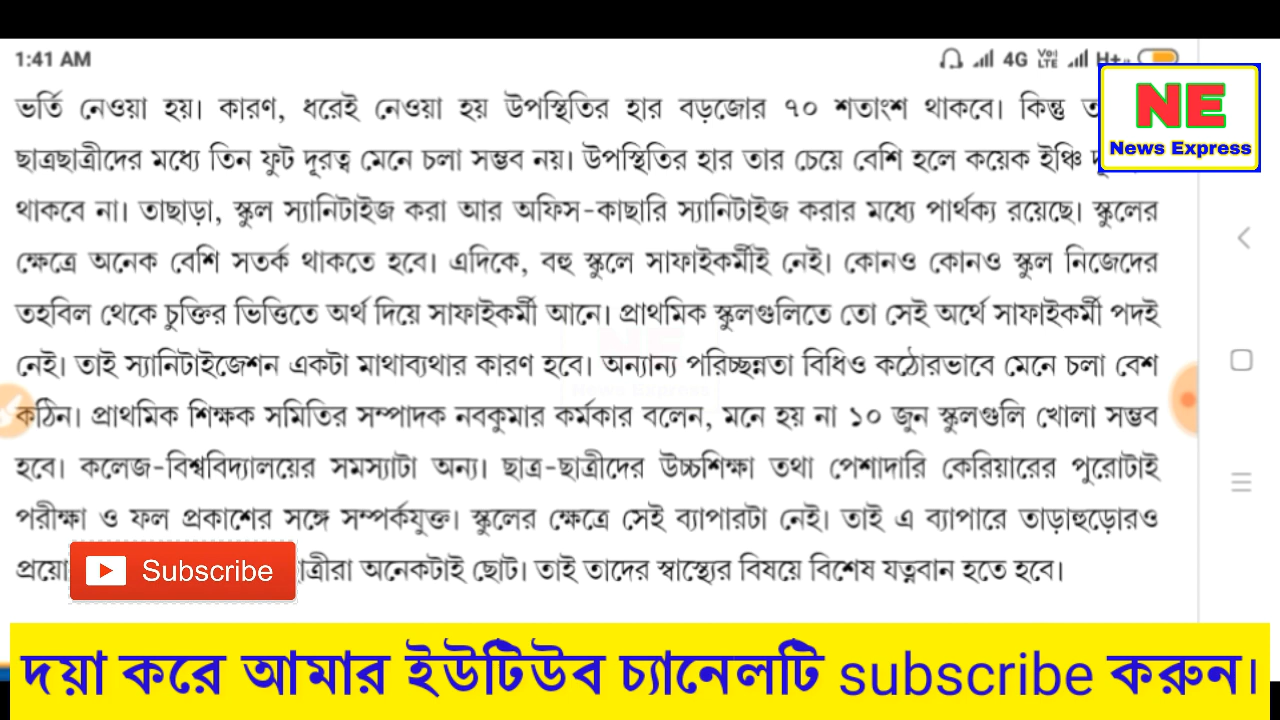 1:41 AM
4G VoI LTE H+
NE
News Express
ভর্তি নেওয়া হয়। কারণ, ধরেই নেওয়া হয় উপস্থিতির হার বড়জোর ৭০ শতাংশ থাকবে। কিন্তু
ছাত্রছাত্রীদের মধ্যে তিন ফুট দূরত্ব মেনে চলা সম্ভব নয়। উপস্থিতির হার তার চেয়ে বেশি হলে কয়েক ইঞ্চি
থাকবে না। তাছাড়া, স্কুল স্যানিটাইজ করা আর অফিস-কাছারি স্যানিটাইজ করার মধ্যে পার্থক্য রয়েছে। স্কুলের
ক্ষেত্রে অনেক বেশি সতর্ক থাকতে হবে। এদিকে, বহু স্কুলে সাফাইকর্মীই নেই। কোনও কোনও স্কুল নিজেদের
তহবিল থেকে চুক্তির ভিত্তিতে অর্থ দিয়ে সাফাইকর্মী আনে। প্রাথমিক স্কুলগুলিতে তো সেই অর্থে সাফাইকর্মী পদই
নেই। তাই স্যানিটাইজেশন একটা মাথাব্যথার কারণ হবে। অন্যান্য পরিচ্ছন্নতা বিধিও কঠোরভাবে মেনে চলা বেশ
কঠিন। প্রাথমিক শিক্ষক সমিতির সম্পাদক নবকুমার কর্মকার বলেন, মনে হয় না ১০ জুন স্কুলগুলি খোলা সম্ভব
হবে। কলেজ-বিশ্ববিদ্যালয়ের সমস্যাটা অন্য। ছাত্র-ছাত্রীদের উচ্চশিক্ষা তথা পেশাদারি কেরিয়ারের পুরোটাই
পরীক্ষা ও ফল প্রকাশের সঙ্গে সম্পর্কযুক্ত। স্কুলের ক্ষেত্রে সেই ব্যাপারটা নেই। তাই এ ব্যাপারে তাড়াহুড়োরও
অনেকটাই ছোট। তাই তাদের স্বাস্থ্যের বিষয়ে বিশেষ যত্নবান হতে হবে।
Subscribe
দয়া করে আমার ইউটিউব চ্যানেলটি subscribe করুন।